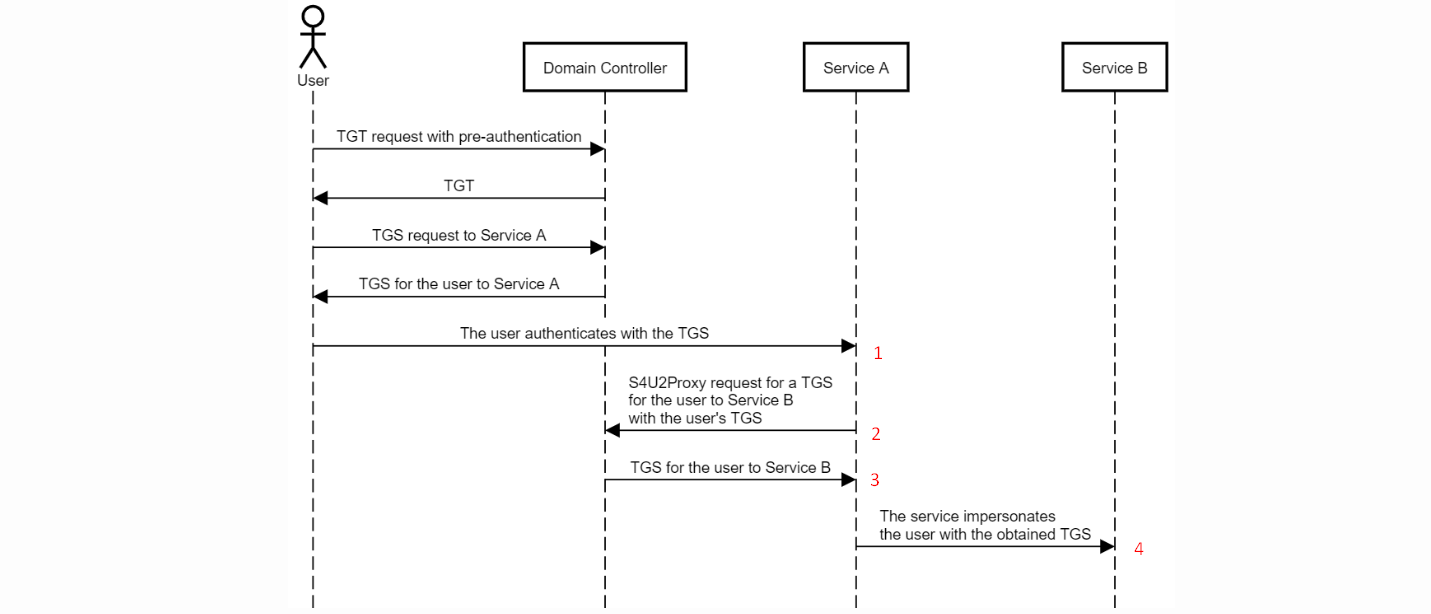 User
Domain Controller
Service A
Service B
TGT request with pre-authentication
TGT
TGS request to Service A
TGS for the user to Service A
The user authenticates with the TGS
1
S4U2Proxy request for a TGS
for the user to Service B
with the user's TGS
2
TGS for the user to Service B
3
The service impersonates
the user with the obtained TGS
4